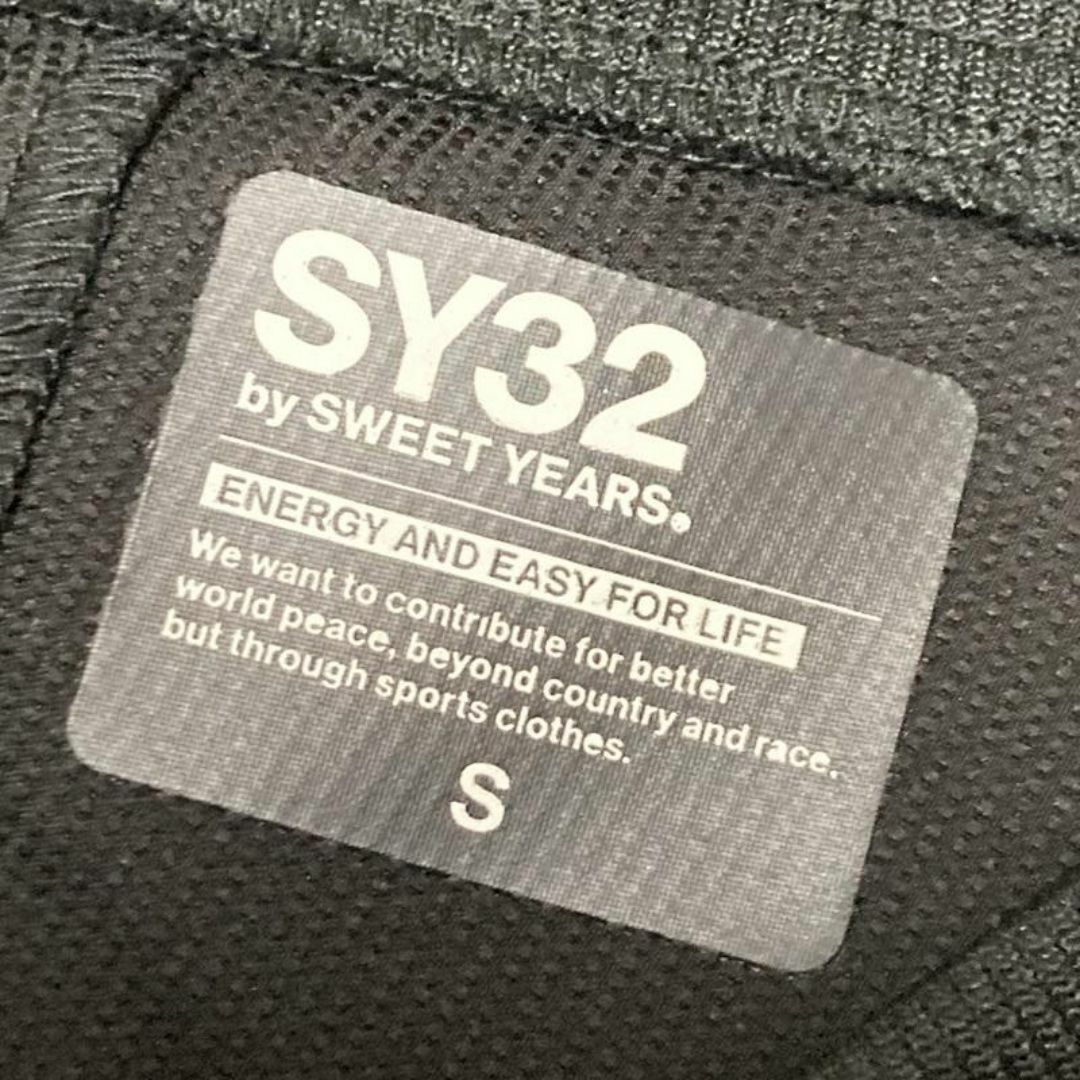 SY32
by SWEET YEARS.
ENERGY AND EASY FOR LIFE
We want to contribute for better
world peace, beyond country and race.
but through sports clothes.
S